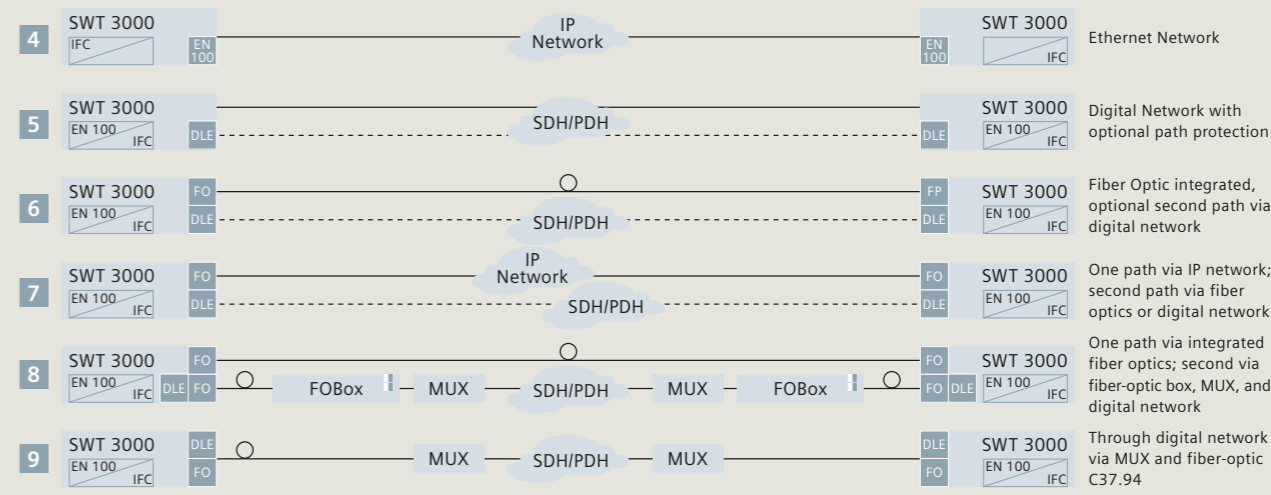 4
SWT 3000
IFC
EN
100
IP
Network
EN
100
SWT 3000
IFC
Ethernet Network
5
SWT 3000
EN 100
IFC
DLE
SDH/PDH
DLE
SWT 3000
EN 100
IFC
Digital Network with
optional path protection
6
SWT 3000
EN 100
IFC
FO
DLE
SDH/PDH
FP
DLE
SWT 3000
EN 100
IFC
Fiber Optic integrated,
optional second path via
digital network
7
SWT 3000
EN 100
IFC
FO
DLE
IP
Network
SDH/PDH
FO
DLE
SWT 3000
EN 100
IFC
One path via IP network;
second path via fiber
optics or digital network
8
SWT 3000
EN 100
IFC
FO
DLE FO
FOBox
MUX
SDH/PDH
MUX
FOBox
FO
FO DLE
SWT 3000
EN 100
IFC
One path via integrated
fiber optics; second via
fiber-optic box, MUX, and
digital network
9
SWT 3000
EN 100
IFC
DLE
FO
MUX
SDH/PDH
MUX
DLE
FO
SWT 3000
EN 100
IFC
Through digital network
via MUX and fiber-optic
C37.94